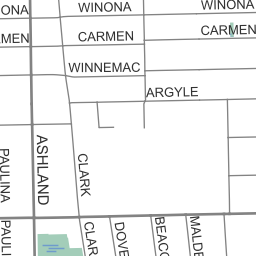 ONA
WINONA
WINONA
MEN
CARMEN
CARMEN
WINNEMAC
ARGYLE
PAULINA
ASHLAND
CLARK
PAULI
CLAR
DOVE
BEAC
MALDE